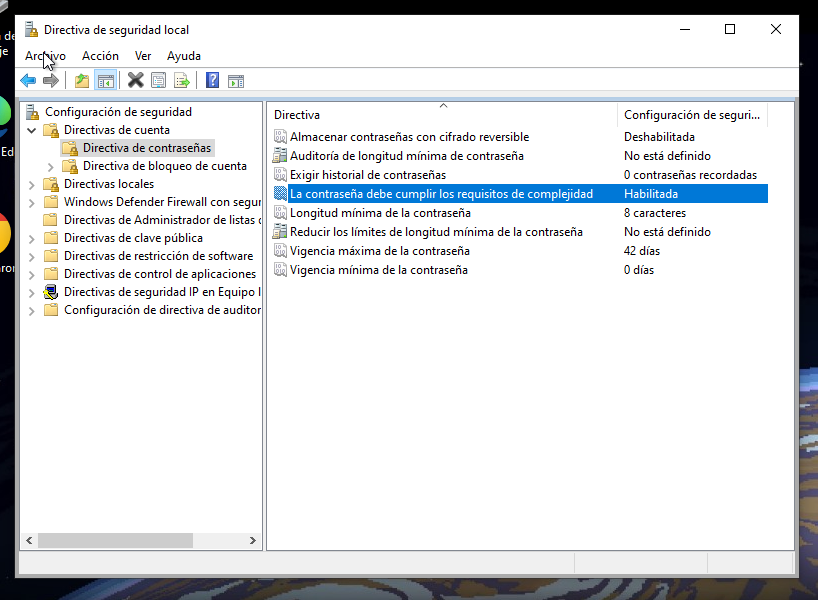 Directiva de seguridad local
Archivo Acción Ver Ayuda
Configuración de seguridad
Directivas de cuenta
Directiva de contraseñas
Directiva de bloqueo de cuenta
Directivas locales
Windows Defender Firewall con segur
Directivas de Administrador de listas c
Directivas de clave pública
Directivas de restricción de software
Directivas de control de aplicaciones
Directivas de seguridad IP en Equipo l
Configuración de directiva de auditor
Directiva Configuración de seguri...
Almacenar contraseñas con cifrado reversible Deshabilitada
Auditoría de longitud mínima de contraseña No está definido
Exigir historial de contraseñas 0 contraseñas recordadas
La contraseña debe cumplir los requisitos de complejidad Habilitada
Longitud mínima de la contraseña 8 caracteres
Reducir los límites de longitud mínima de la contraseña No está definido
Vigencia máxima de la contraseña 42 días
Vigencia mínima de la contraseña 0 días